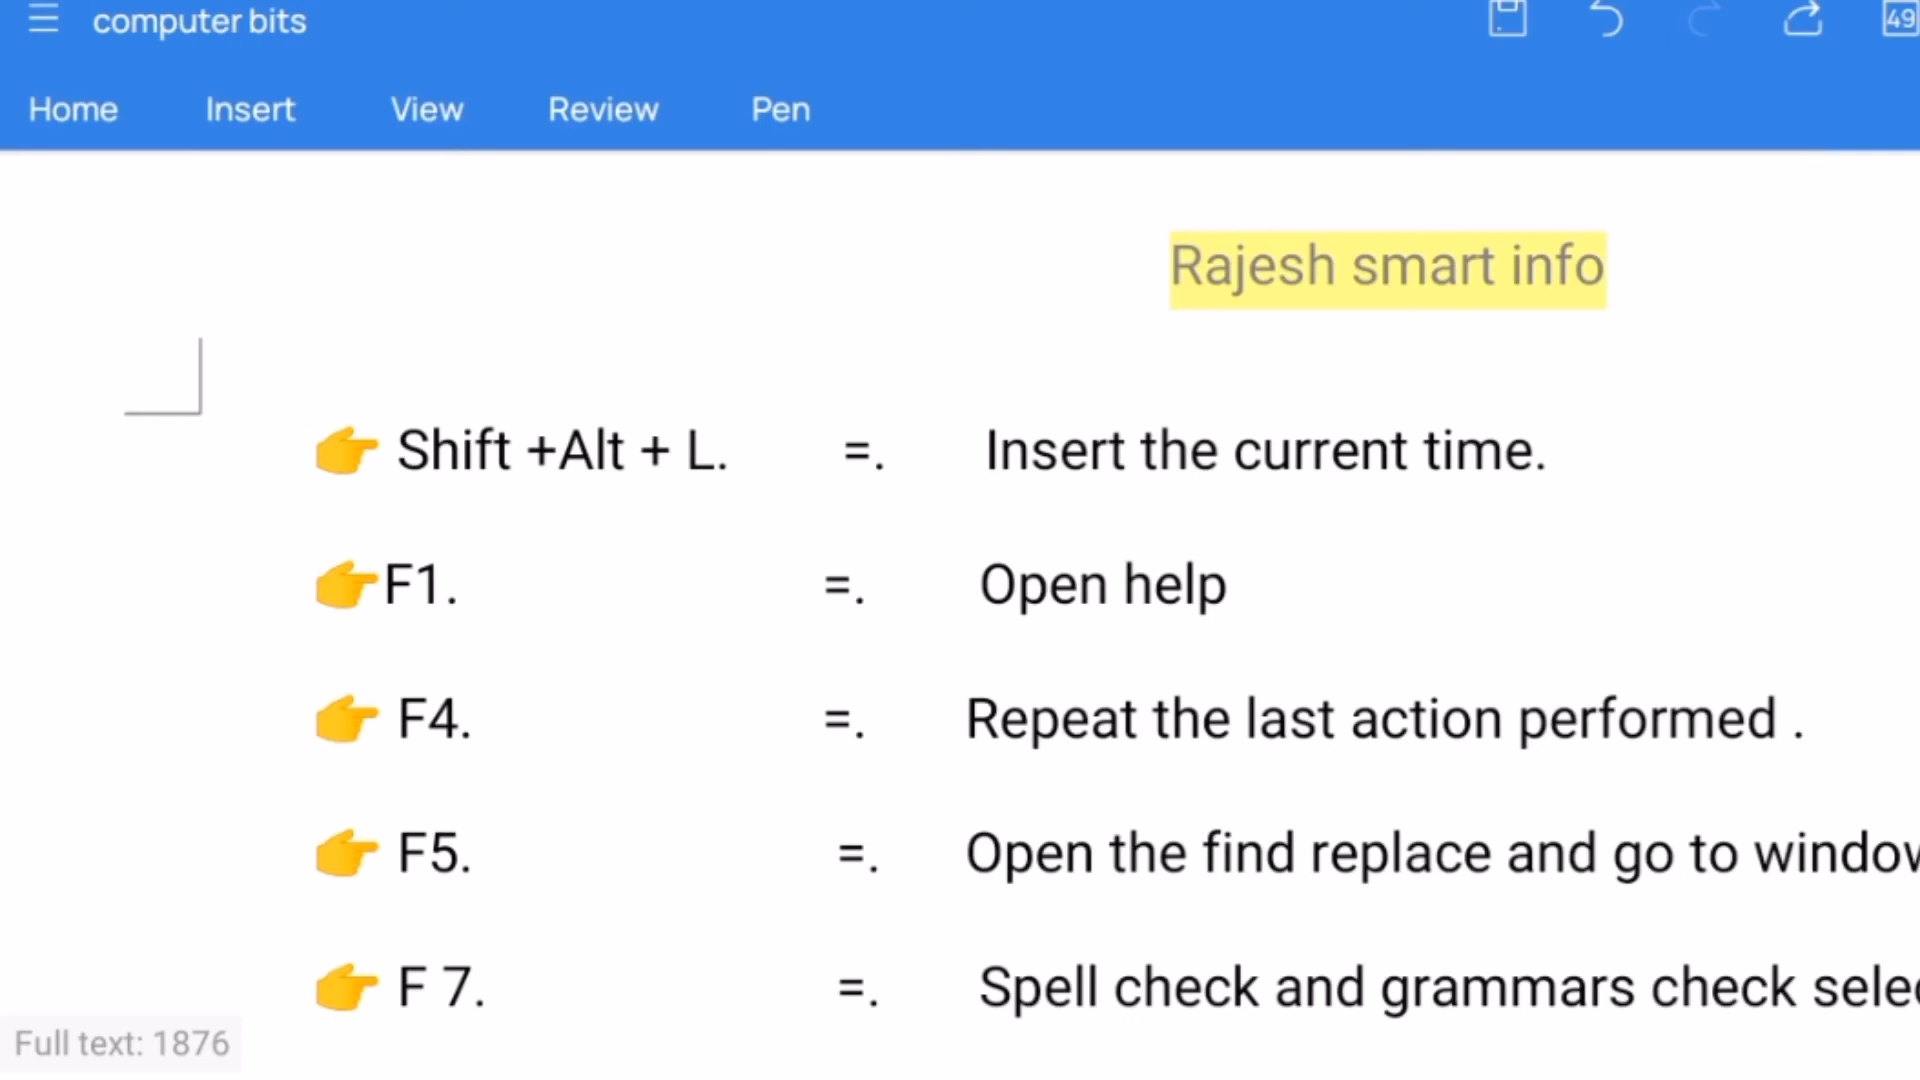 computer bits
49
Home Insert View Review Pen
Rajesh smart info
👉 Shift +Alt + L. =. Insert the current time.
👉F1. =. Open help
👉 F4. =. Repeat the last action performed .
👉 F5. =. Open the find replace and go to window
👉 F 7. =. Spell check and grammars check selec
Full text: 1876